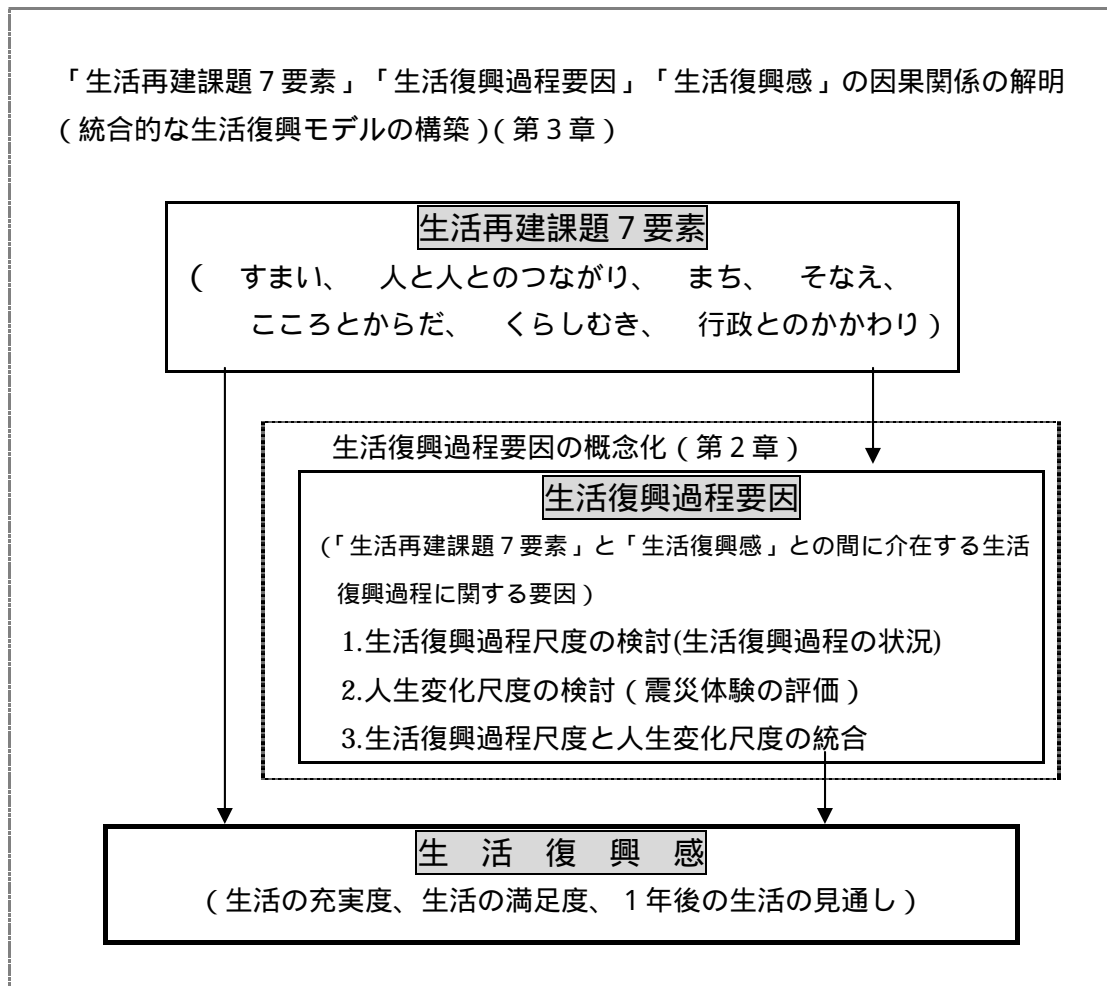 「生活再建課題７要素」「生活復興過程要因」「生活復興感」の因果関係の解明
（統合的な生活復興モデルの構築）（第３章）
生活再建課題７要素
（　すまい、　人と人とのつながり、　まち、　そなえ、
こころとからだ、　くらしむき、　行政とのかかわり）
生活復興過程要因の概念化（第２章）
生活復興過程要因
（「生活再建課題７要素」と「生活復興感」との間に介在する生活
復興過程に関する要因）
1.生活復興過程尺度の検討(生活復興過程の状況)
2.人生変化尺度の検討（震災体験の評価）
3.生活復興過程尺度と人生変化尺度の統合
生　活　復　興　感
（生活の充実度、生活の満足度、１年後の生活の見通し）